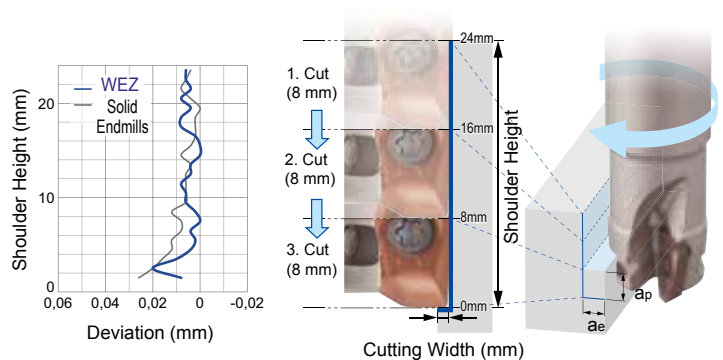 WEZ
Solid
Endmills
Shoulder Height (mm)
20
10
0
0,06
0,04
0,02
0
-0,02
Deviation (mm)
1. Cut
(8 mm)
2. Cut
(8 mm)
3. Cut
(8 mm)
24mm
16mm
8mm
0mm
Shoulder Height
Cutting Width (mm)
ap
ae